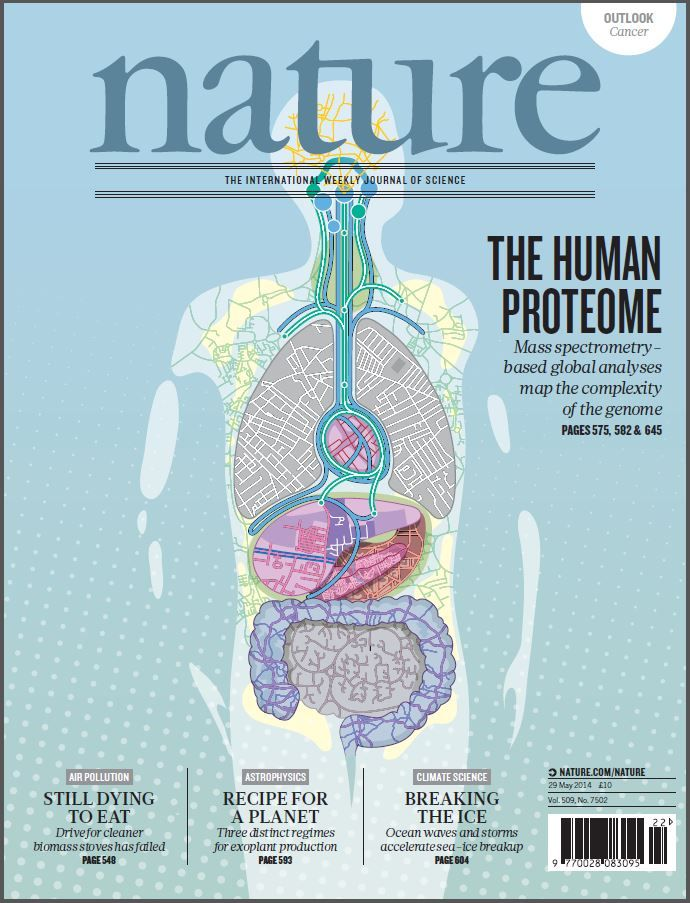 OUTLOOK
Cancer
nature
THE INTERNATIONAL WEEKLY JOURNAL OF SCIENCE
THE HUMAN
PROTEOME
Mass spectrometry–
based global analyses
map the complexity
of the genome
PAGES 575, 582 & 645
AIR POLLUTION
STILL DYING
TO EAT
Drive for cleaner
biomass stoves has failed
PAGE 548
ASTROPHYSICS
RECIPE FOR
A PLANET
Three distinct regimes
for exoplant production
PAGE 593
CLIMATE SCIENCE
BREAKING
THE ICE
Ocean waves and storms
accelerate sea-ice breakup
PAGE 604
NATURE.COM/NATURE
29 May 2014 £10
Vol. 509, No. 7502
22
9 770028 083095